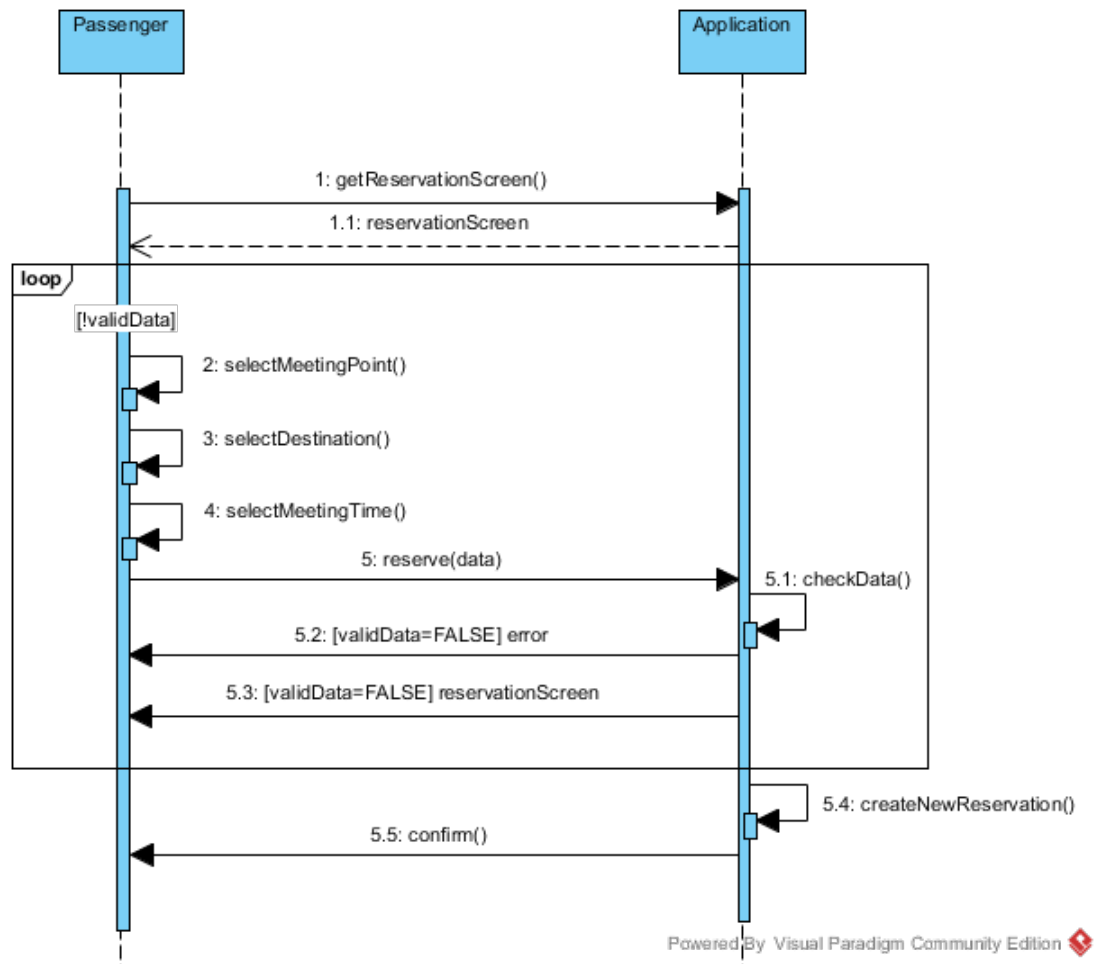 Passenger
Application
1: getReservationScreen()
1.1: reservationScreen
loop
[!validData]
2: selectMeetingPoint()
3: selectDestination()
4: selectMeetingTime()
5: reserve(data)
5.1: checkData()
5.2: [validData=FALSE] error
5.3: [validData=FALSE] reservationScreen
5.4: createNewReservation()
5.5: confirm()
Powered By Visual Paradigm Community Edition